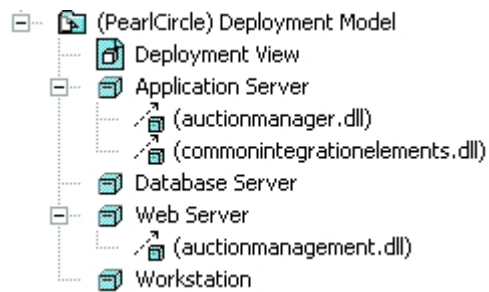 (PearlCircle) Deployment Model
Deployment View
Application Server
(auctionmanager.dll)
(commonintegrationelements.dll)
Database Server
Web Server
(auctionmanagement.dll)
Workstation